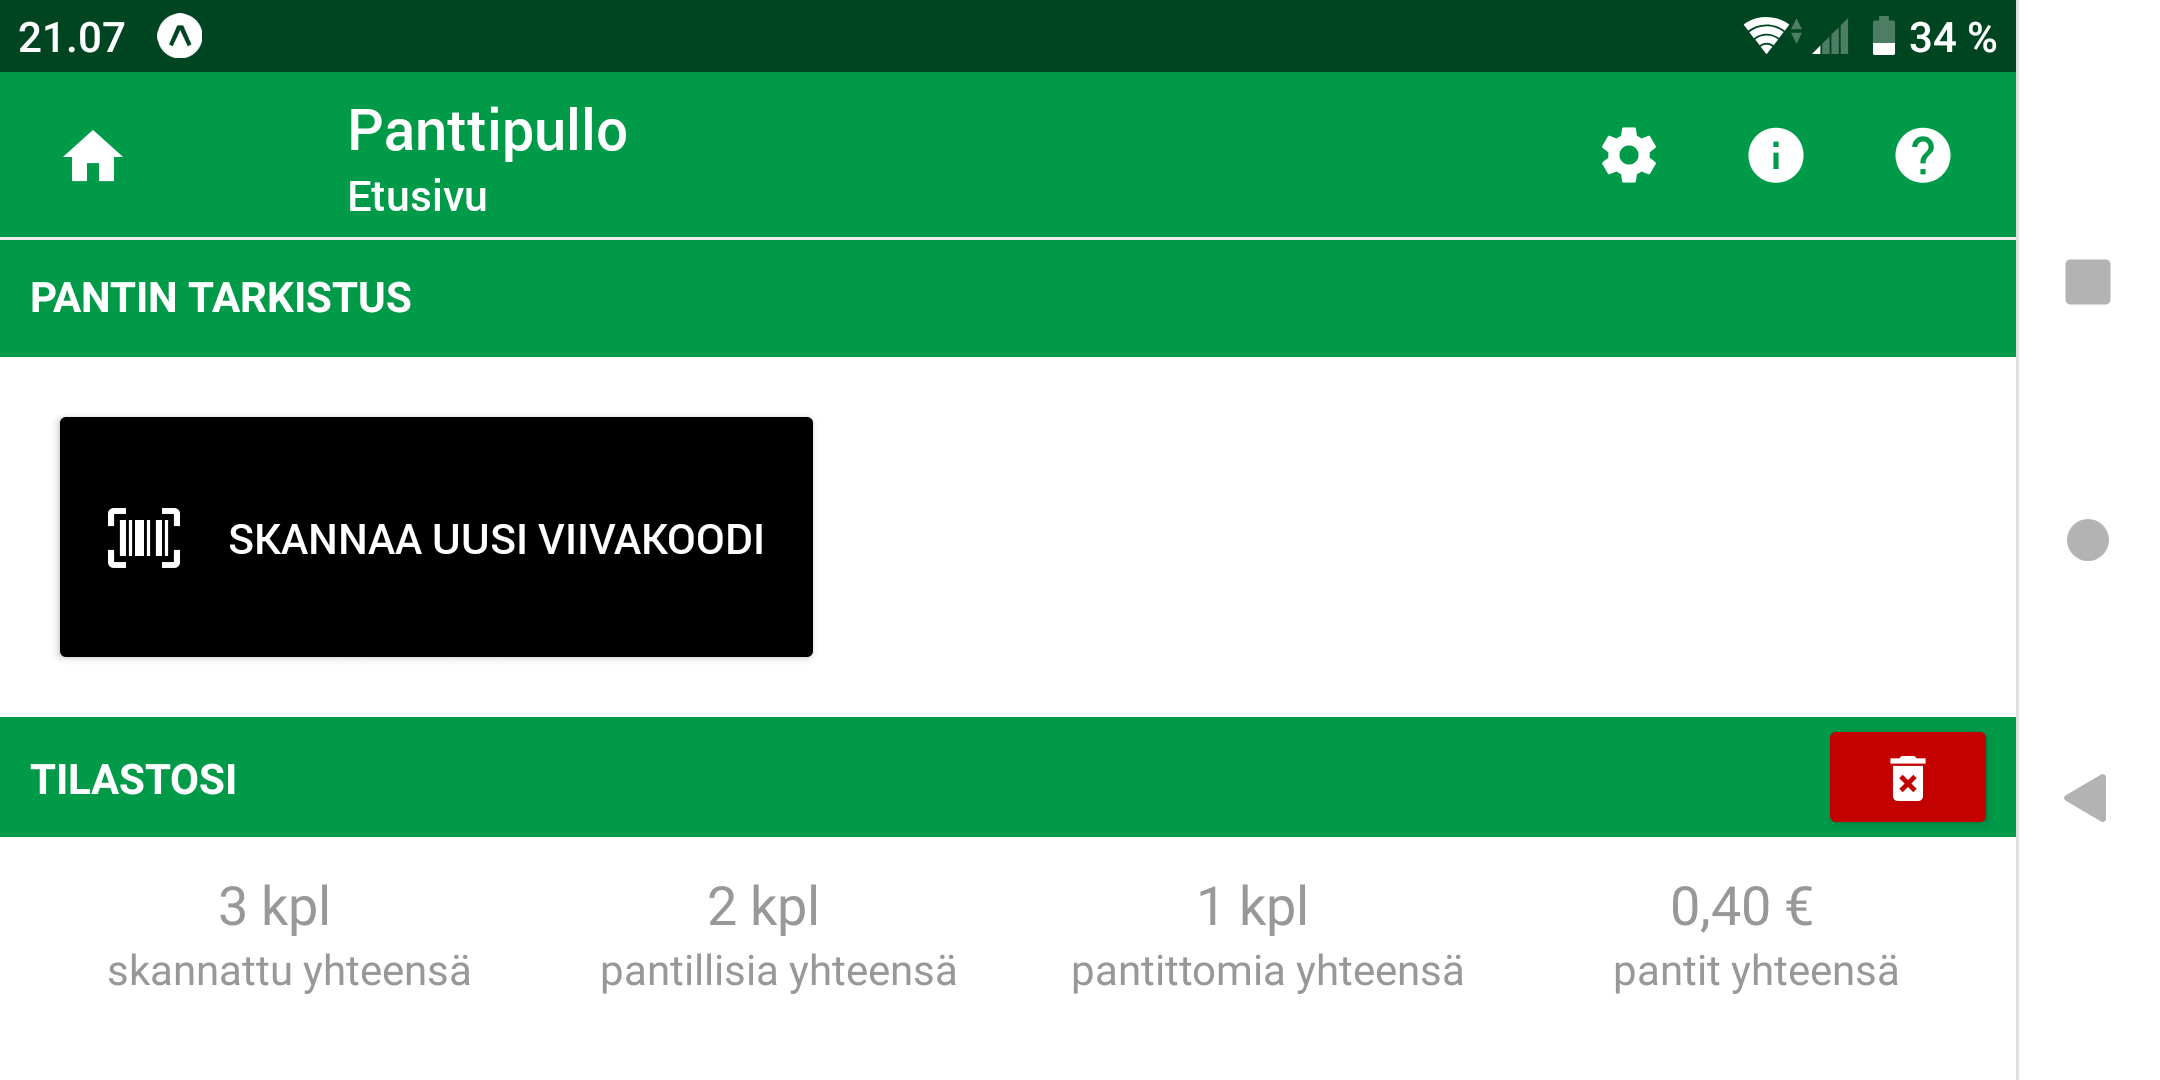 21.07
34 %
Panttipullo
Etusivu
PANTIN TARKISTUS
SKANNAA UUSI VIIVAKOODI
TILASTOSI
3 kpl
skannattu yhteensä
2 kpl
pantillisia yhteensä
1 kpl
pantittomia yhteensä
0,40 €
pantit yhteensä